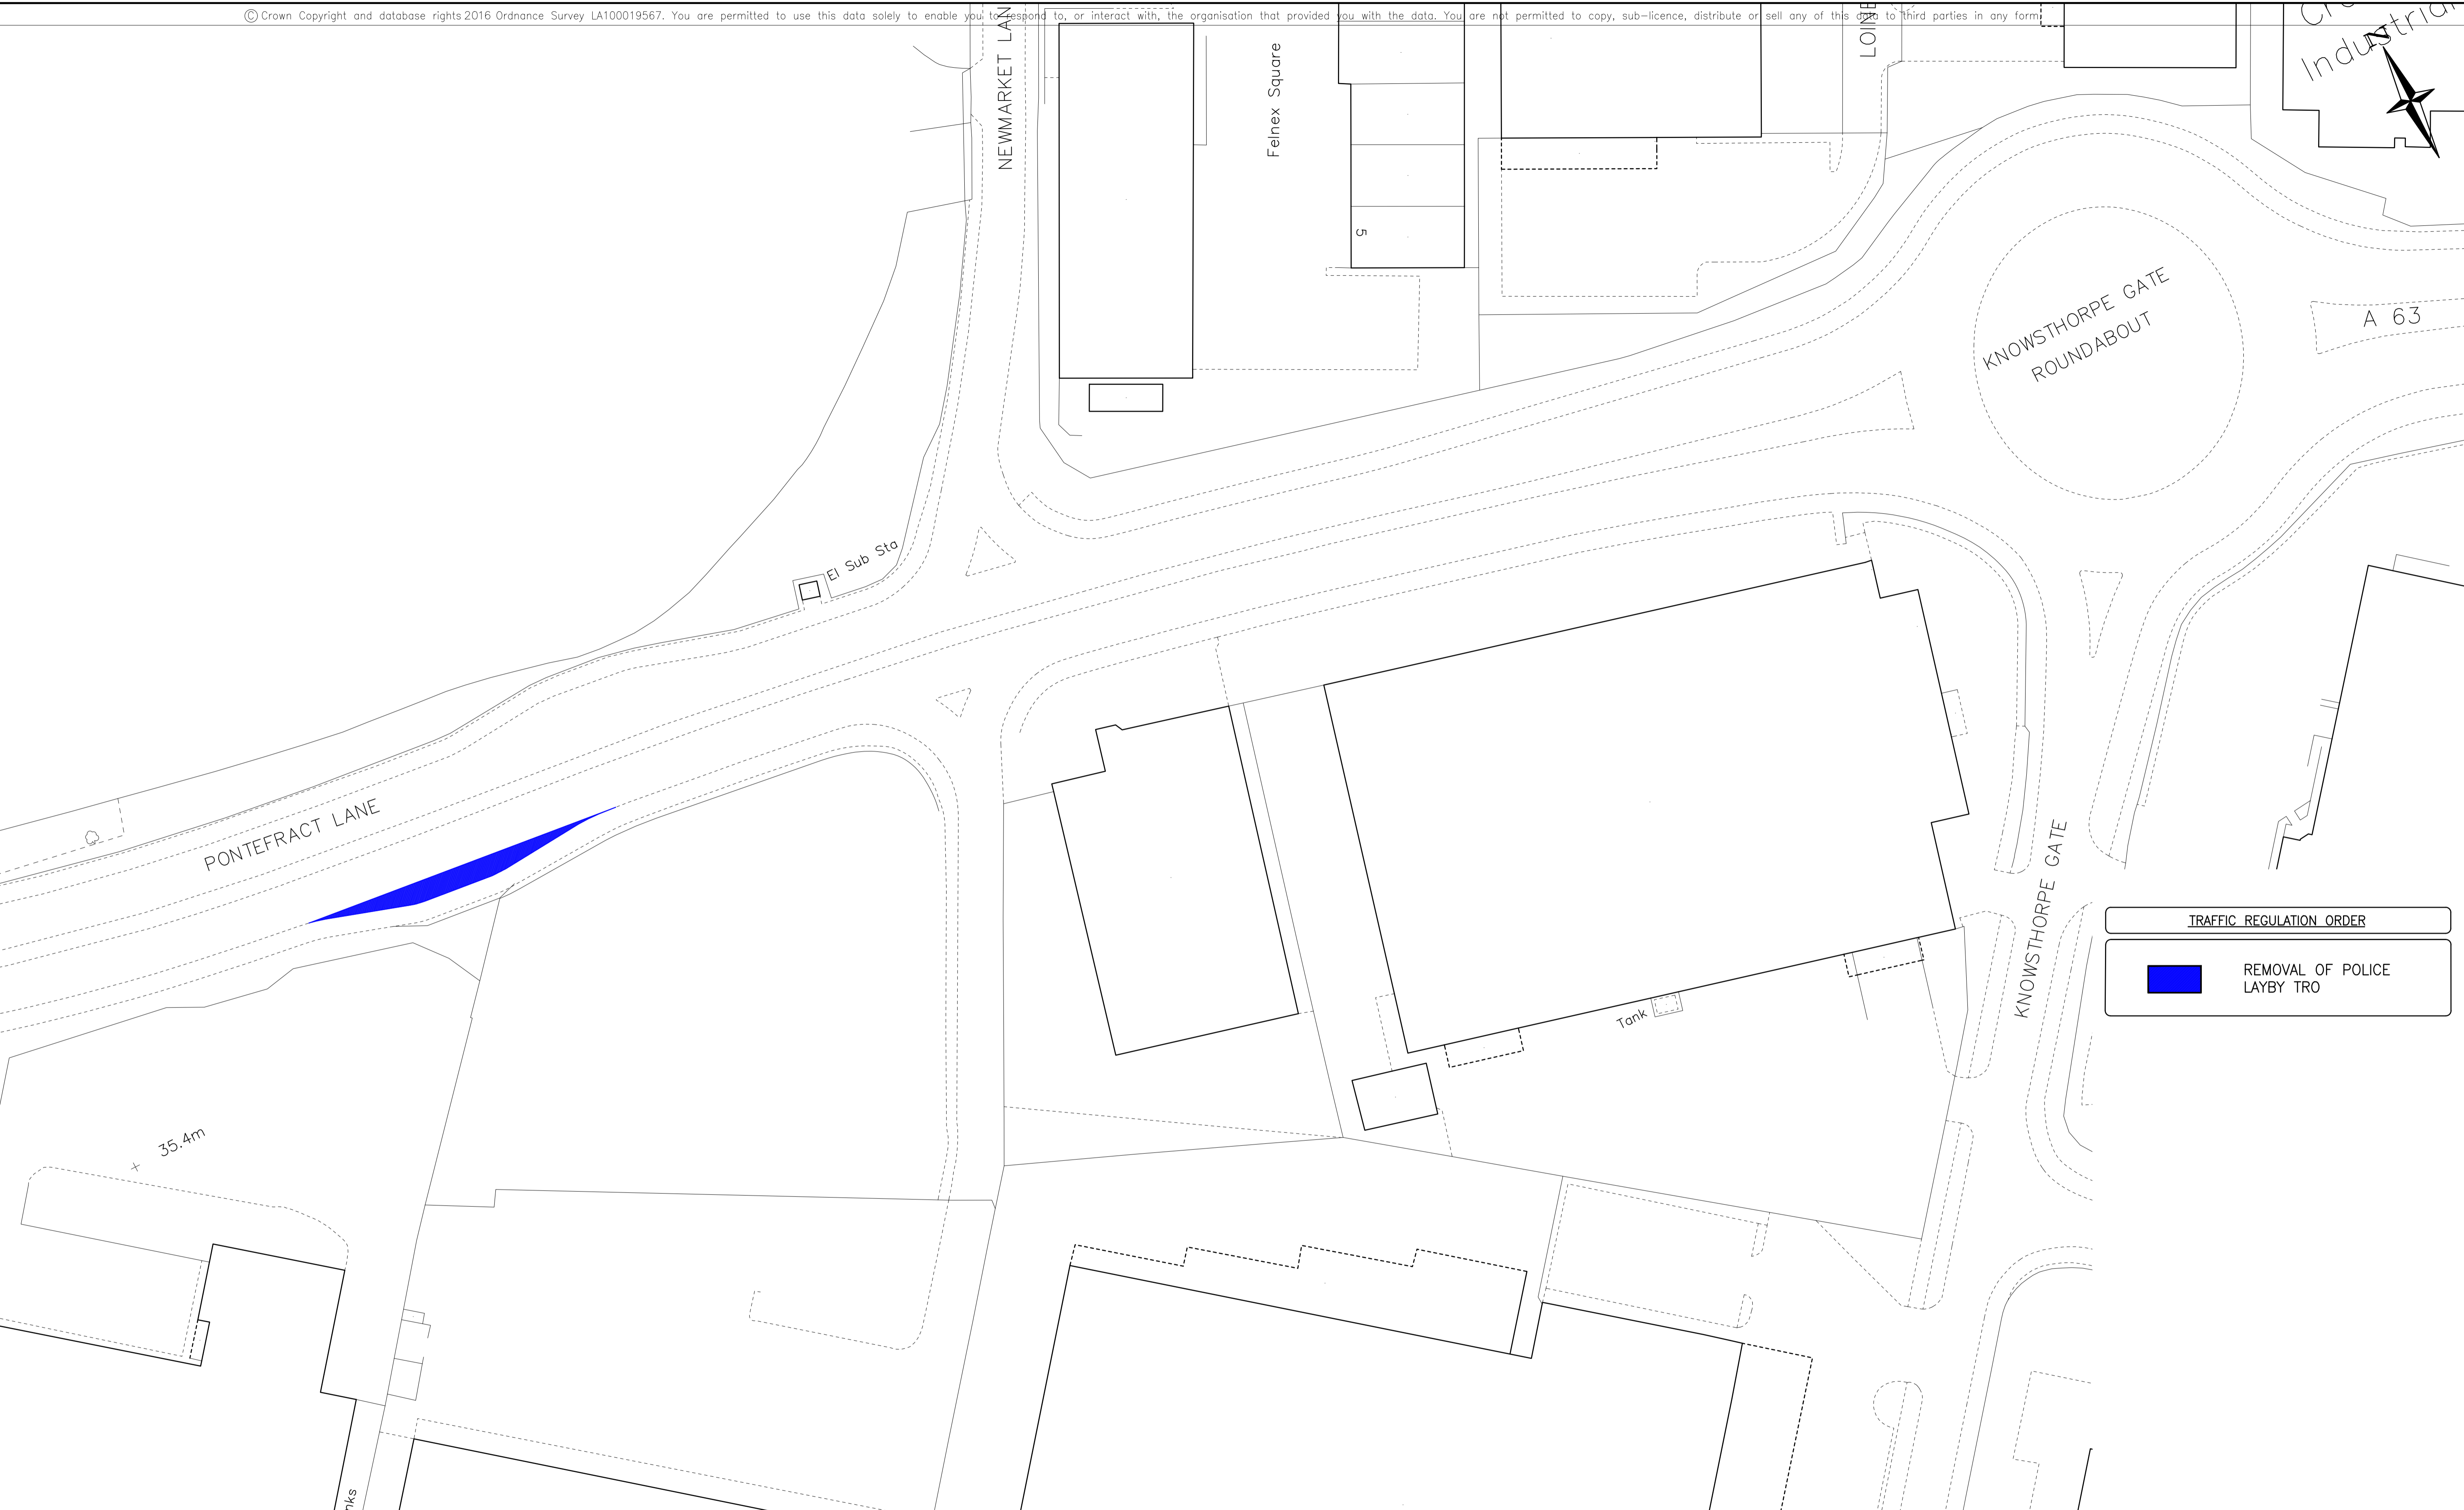 © Crown Copyright and database rights 2016 Ordnance Survey LA100019567. You are permitted to use this data solely to enable you to respond to, or interact with, the organisation that provided you with the data. You are not permitted to copy, sub-licence, distribute or sell any of this data to third parties in any form.
NEWMARKET LAN
Felnex Square
LOINE
Industrial
N
5
KNOWSTHORPE GATE
ROUNDABOUT
A 63
El Sub Sta
PONTEFRACT LANE
KNOWSTHORPE GATE
TRAFFIC REGULATION ORDER
REMOVAL OF POLICE
LAYBY TRO
Tank
35.4m
nks